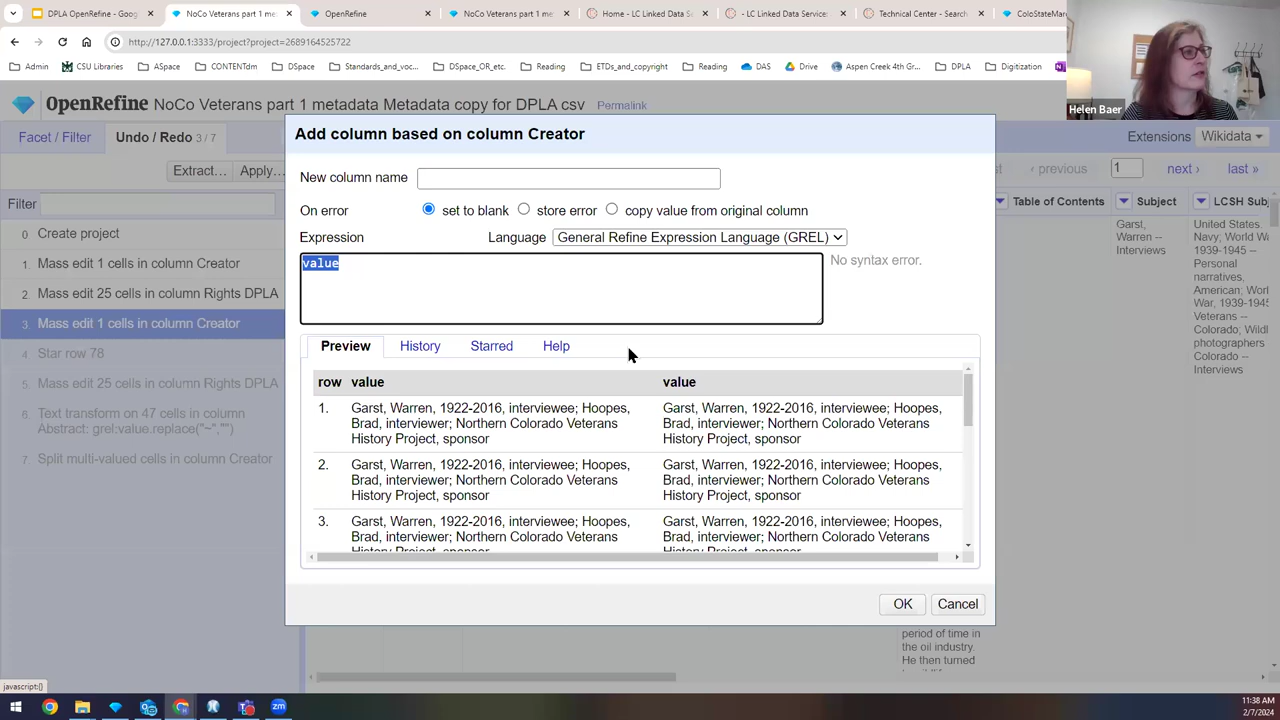 DPLA OpenRefine - Goog
NoCo Veterans part 1 me
OpenRefine
NoCo Veterans part 1 me
Home - LC Linked Data S
- LC Linked Data Service
Technical Center - Search
ColoStateMar
http://127.0.0.1:3333/project?project=2689164525722
Admin
CSU Libraries
ASpace
CONTENTdm
DSpace
Standards_and_voc...
DSpace_OR_etc.
Reading
ETDs_and_copyright
Reading
DAS
Drive
Aspen Creek 4th Gr...
DPLA
Digitization
Helen Baer
OpenRefine NoCo Veterans part 1 metadata Metadata copy for DPLA csv Permalink
Facet / Filter
Undo / Redo 3 / 7
Extract...
Apply...
Filter
0 Create project
1. Mass edit 1 cells in column Creator
2. Mass edit 25 cells in column Rights DPLA
3. Mass edit 1 cells in column Creator
4. Star row 78
5. Mass edit 25 cells in column Rights DPLA
6. Text transform on 47 cells in column
Abstract: grel:value.replace("~","")
7. Split multi-valued cells in column Creator
Add column based on column Creator
New column name
On error
set to blank
store error
copy value from original column
Expression
Language
General Refine Expression Language (GREL)
value
No syntax error.
Preview
History
Starred
Help
row value value
1. Garst, Warren, 1922-2016, interviewee; Hoopes, Garst, Warren, 1922-2016, interviewee; Hoopes,
Brad, interviewer; Northern Colorado Veterans Brad, interviewer; Northern Colorado Veterans
History Project, sponsor History Project, sponsor
2. Garst, Warren, 1922-2016, interviewee; Hoopes, Garst, Warren, 1922-2016, interviewee; Hoopes,
Brad, interviewer; Northern Colorado Veterans Brad, interviewer; Northern Colorado Veterans
History Project, sponsor History Project, sponsor
3. Garst, Warren, 1922-2016, interviewee; Hoopes, Garst, Warren, 1922-2016, interviewee; Hoopes,
Brad, interviewer; Northern Colorado Veterans Brad, interviewer; Northern Colorado Veterans
History Project, sponsor History Project, sponsor
OK
Cancel
Extensions
Wikidata
st
‹ previous
1
next ›
last »
Table of Contents
Subject
LCSH Subj
Garst,
Warren --
Interviews
United States.
Navy; World Wa
1939-1945 --
Personal
narratives,
American; Worl
War, 1939-1945
Veterans --
Colorado; Wildl
photographers
Colorado --
Interviews
period of time in
the oil industry.
He then turned
javascript:{}
11:38 AM
2/7/2024